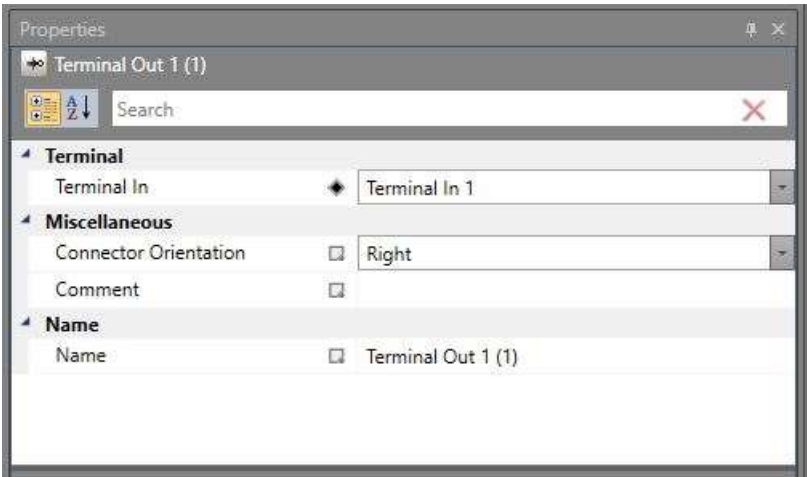 Properties
Terminal Out 1 (1)
A Z Search
Terminal
Terminal In Terminal In 1
Miscellaneous
Connector Orientation Right
Comment
Name
Name Terminal Out 1 (1)